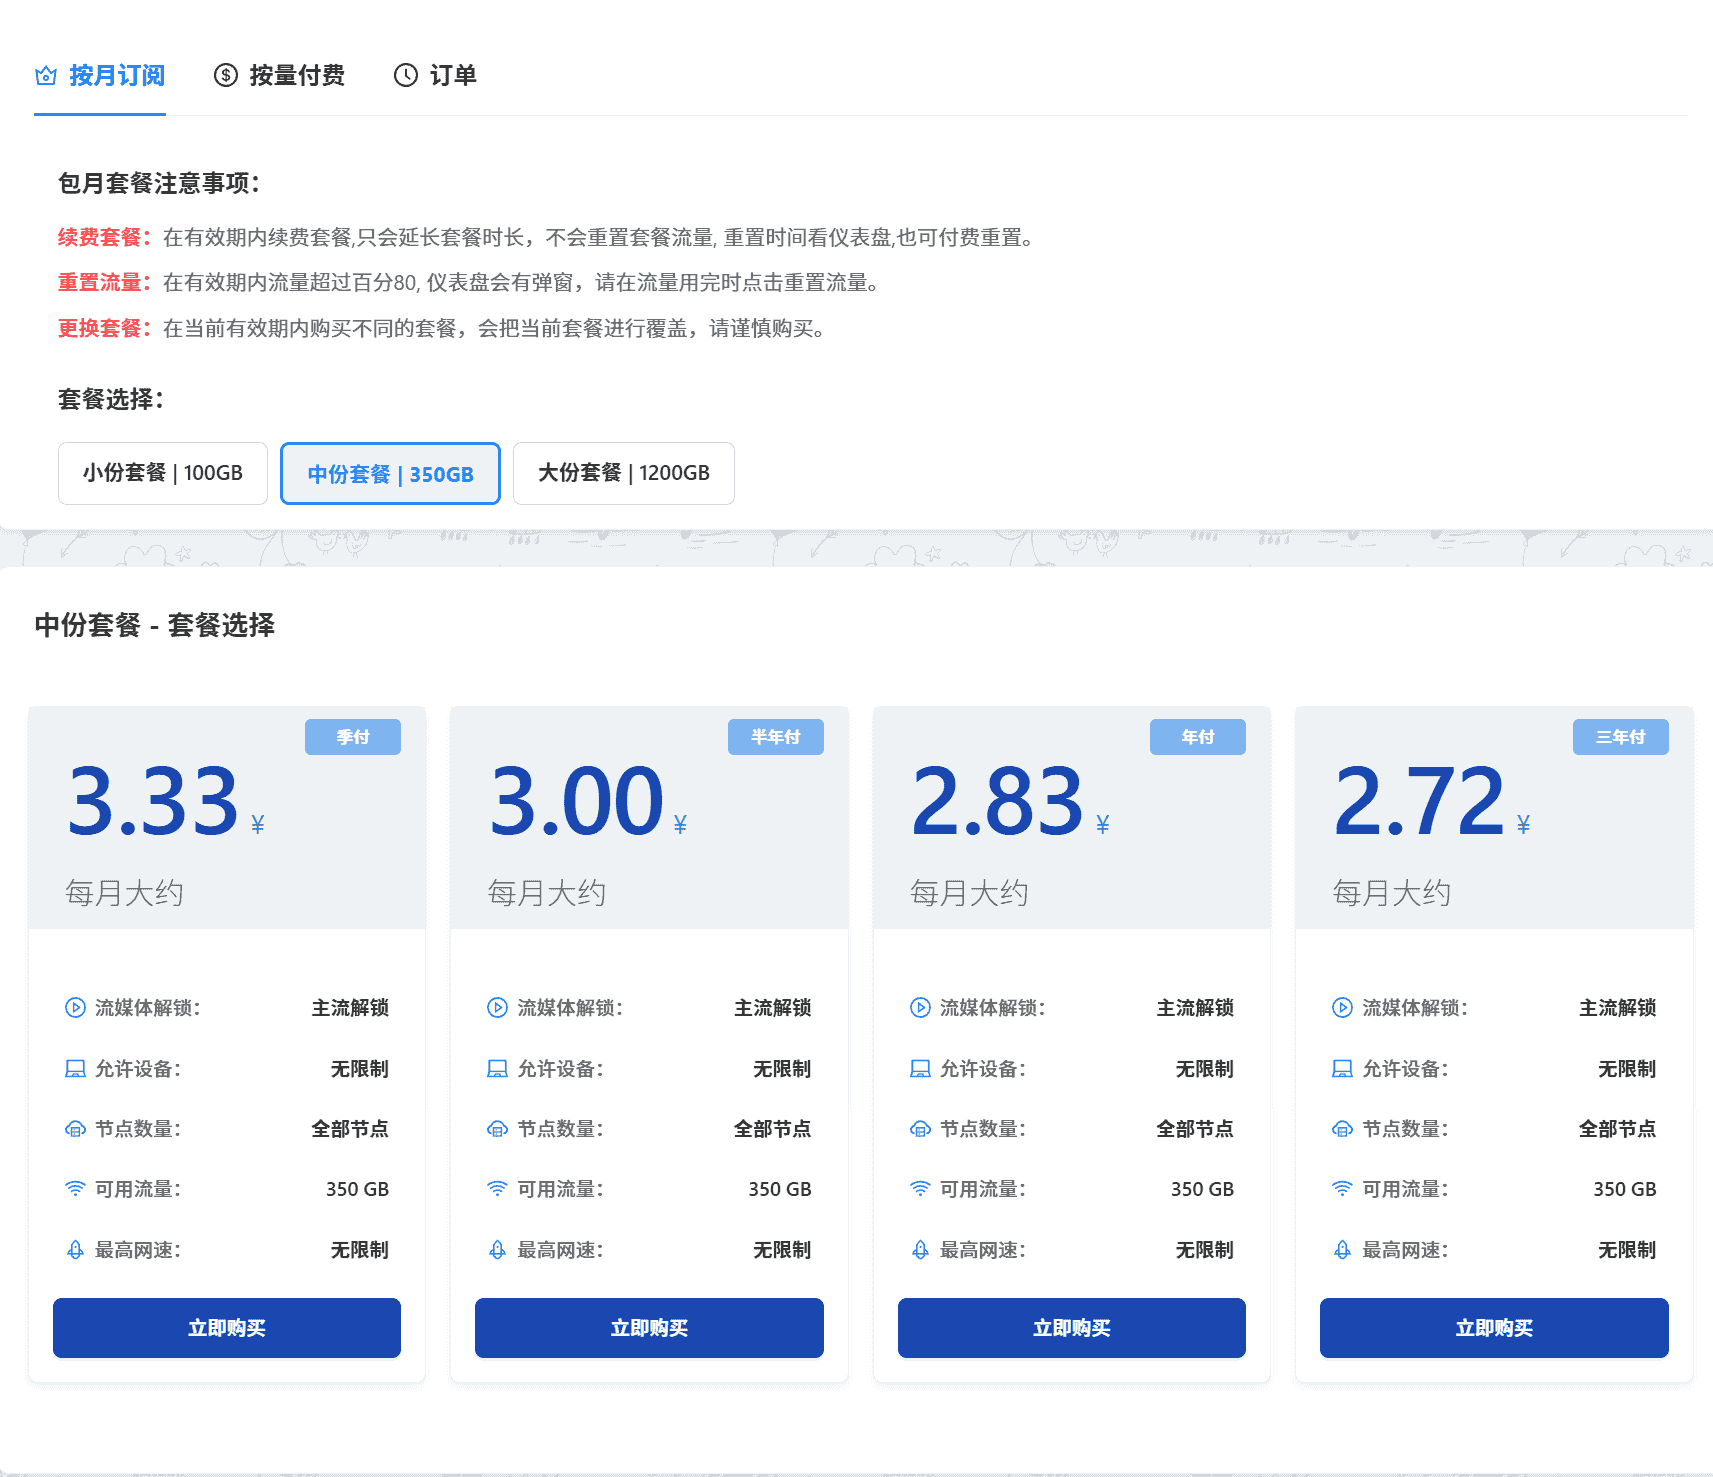 按月订阅 按量付费 订单
包月套餐注意事项：
续费套餐：在有效期内续费套餐,只会延长套餐时长，不会重置套餐流量, 重置时间看仪表盘,也可付费重置。
重置流量：在有效期内流量超过百分80, 仪表盘会有弹窗，请在流量用完时点击重置流量。
更换套餐：在当前有效期内购买不同的套餐，会把当前套餐进行覆盖，请谨慎购买。
套餐选择：
小份套餐 | 100GB 中份套餐 | 350GB 大份套餐 | 1200GB
中份套餐 - 套餐选择
季付
3.33 ¥
每月大约
流媒体解锁： 主流解锁
允许设备： 无限制
节点数量： 全部节点
可用流量： 350 GB
最高网速： 无限制
立即购买
半年付
3.00 ¥
每月大约
流媒体解锁： 主流解锁
允许设备： 无限制
节点数量： 全部节点
可用流量： 350 GB
最高网速： 无限制
立即购买
年付
2.83 ¥
每月大约
流媒体解锁： 主流解锁
允许设备： 无限制
节点数量： 全部节点
可用流量： 350 GB
最高网速： 无限制
立即购买
三年付
2.72 ¥
每月大约
流媒体解锁： 主流解锁
允许设备： 无限制
节点数量： 全部节点
可用流量： 350 GB
最高网速： 无限制
立即购买